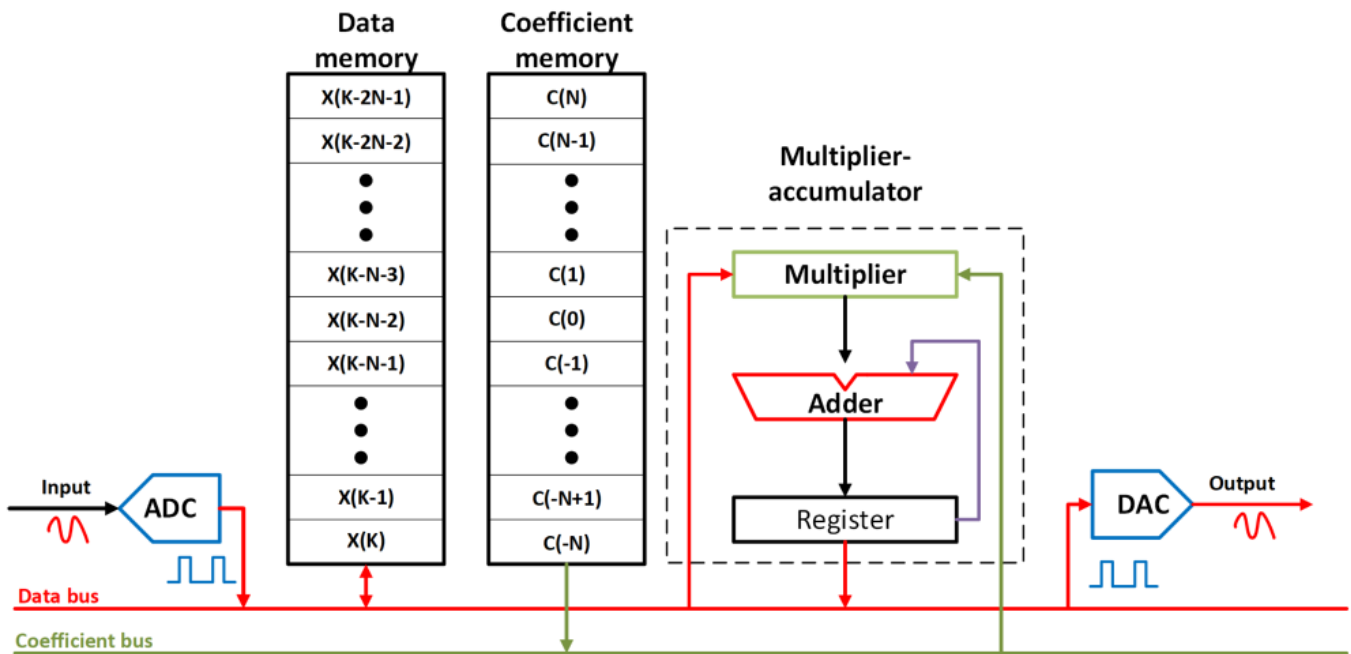 Data
memory
Coefficient
memory
X(K-2N-1)
C(N)
X(K-2N-2)
C(N-1)
Multiplier-
accumulator
X(K-N-3)
C(1)
Multiplier
X(K-N-2)
C(0)
X(K-N-1)
C(-1)
Adder
Input
ADC
X(K-1)
C(-N+1)
Register
DAC
Output
X(K)
C(-N)
Data bus
Coefficient bus